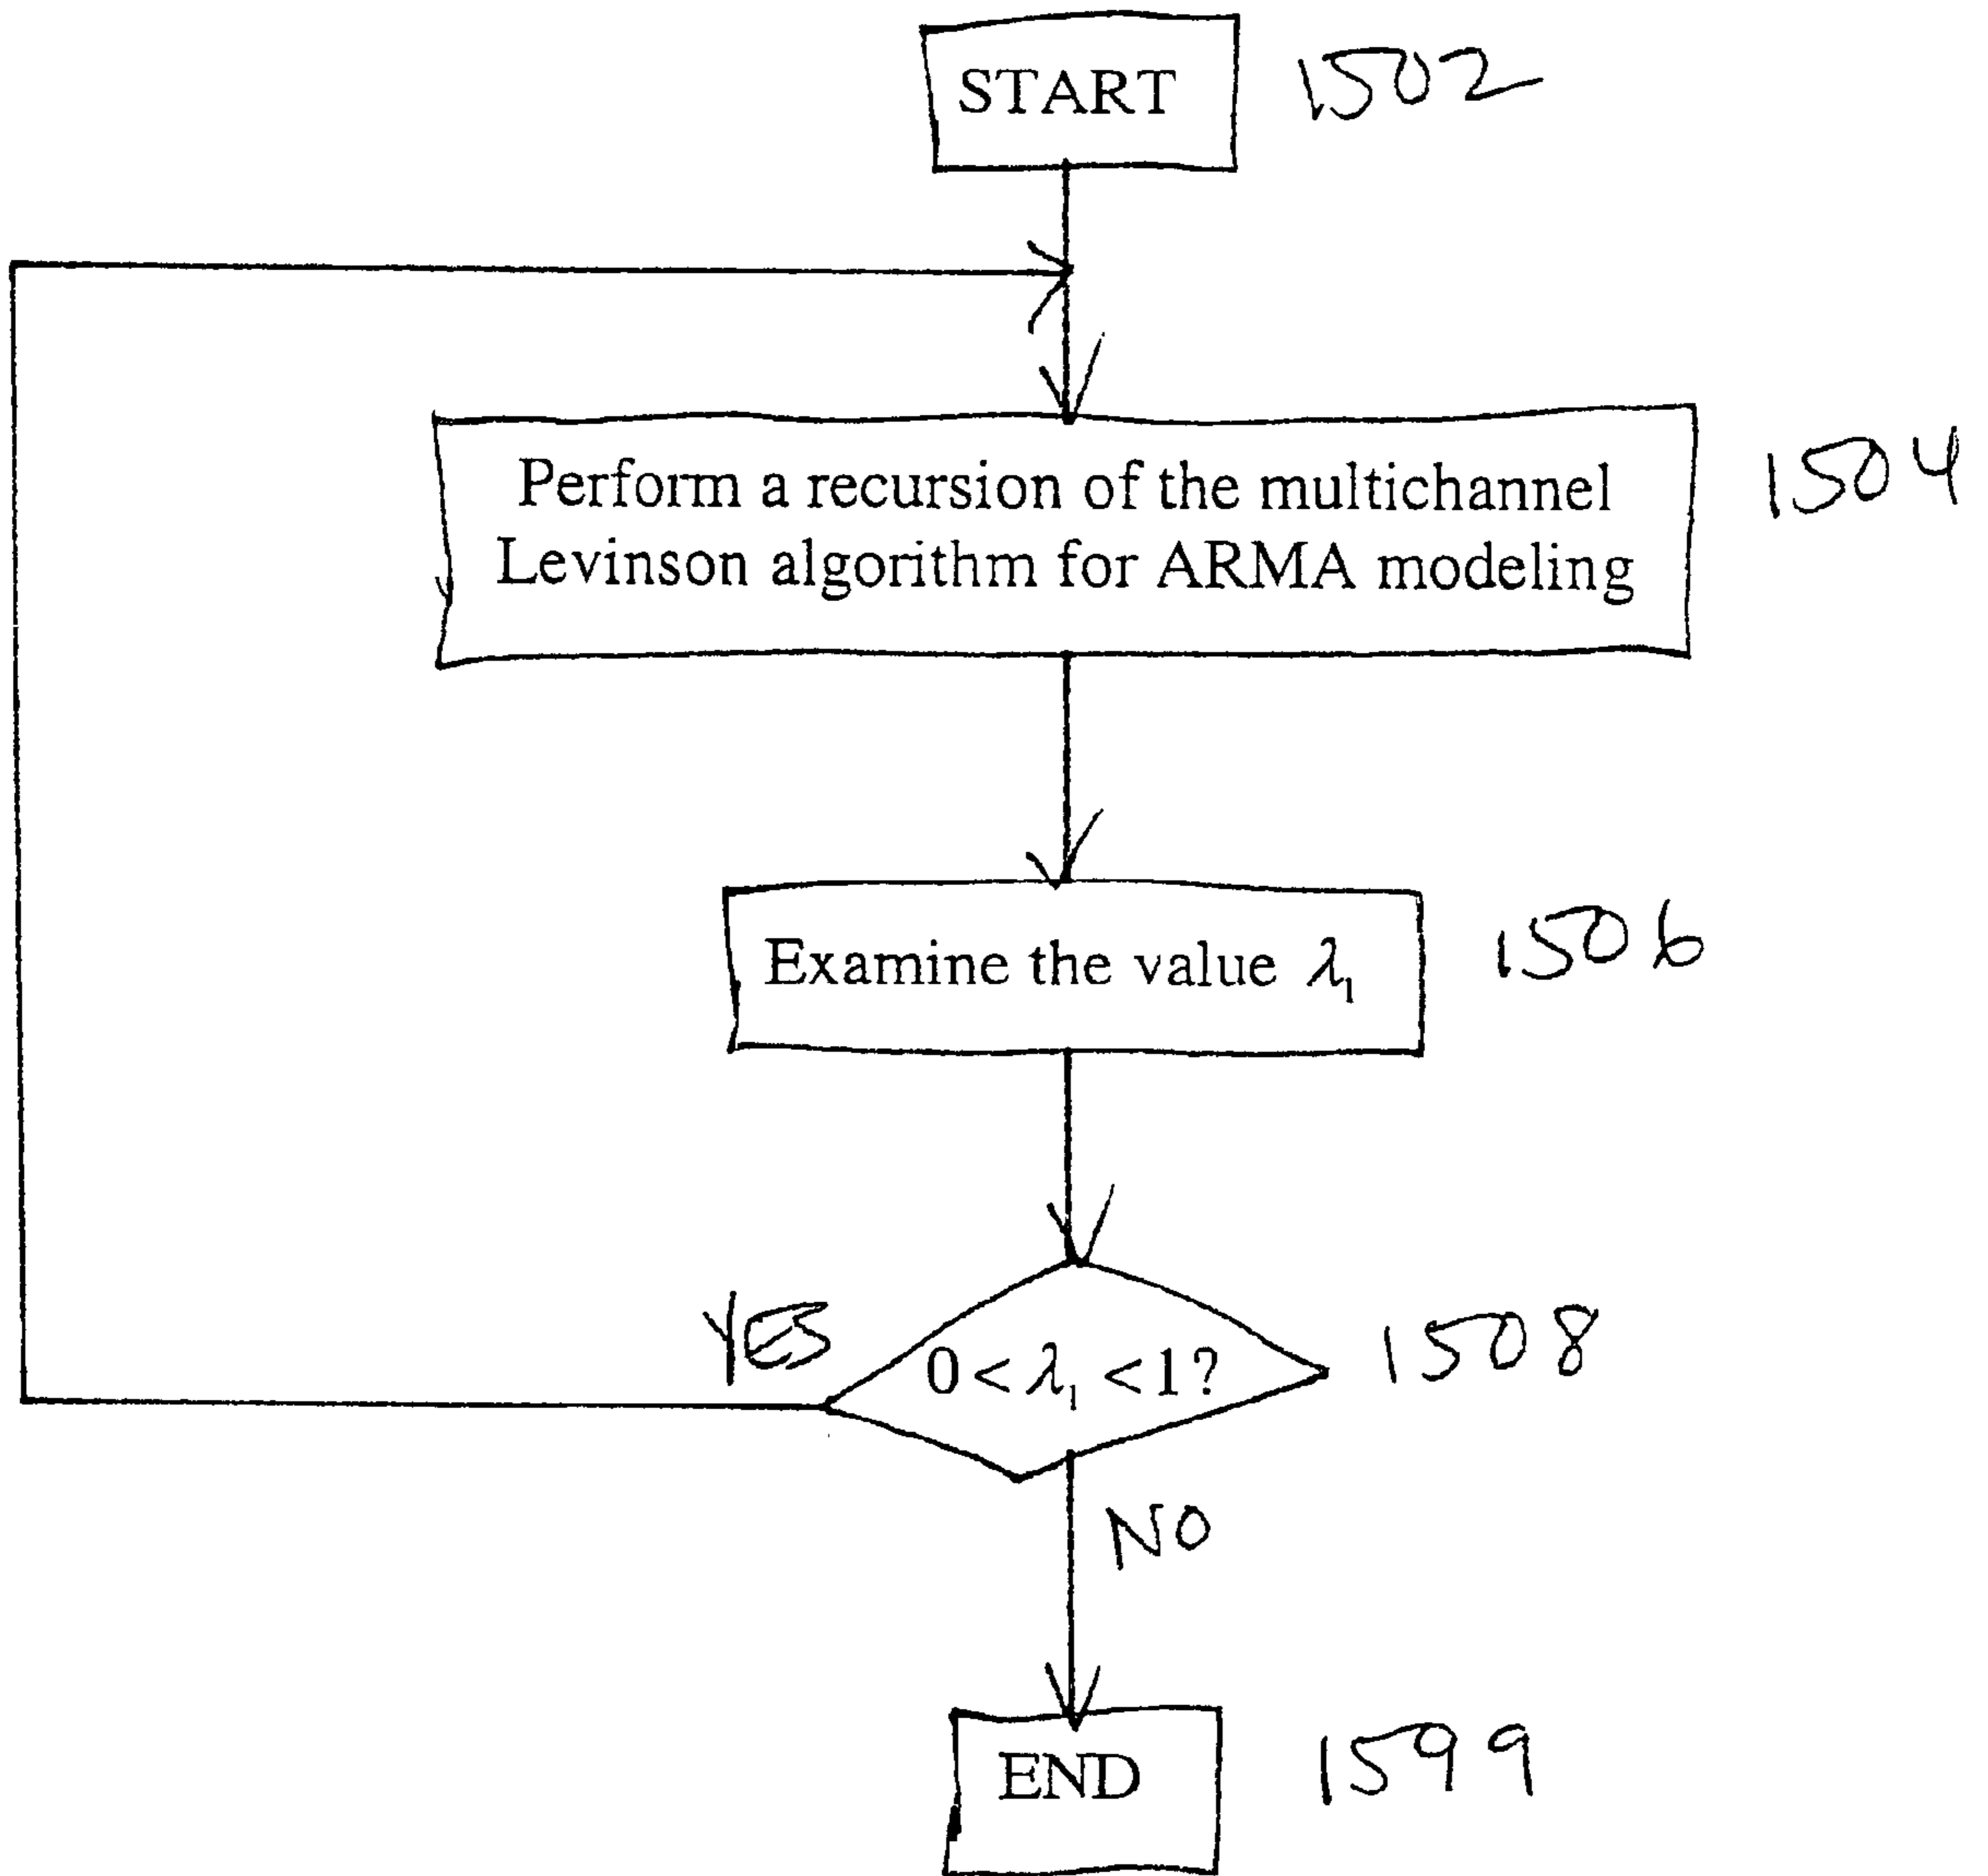 START 1502
Perform a recursion of the multichannel
Levinson algorithm for ARMA modeling
1504
Examine the value λ₁ 1506
YES
0 < λ₁ < 1?
1508
NO
END 1599